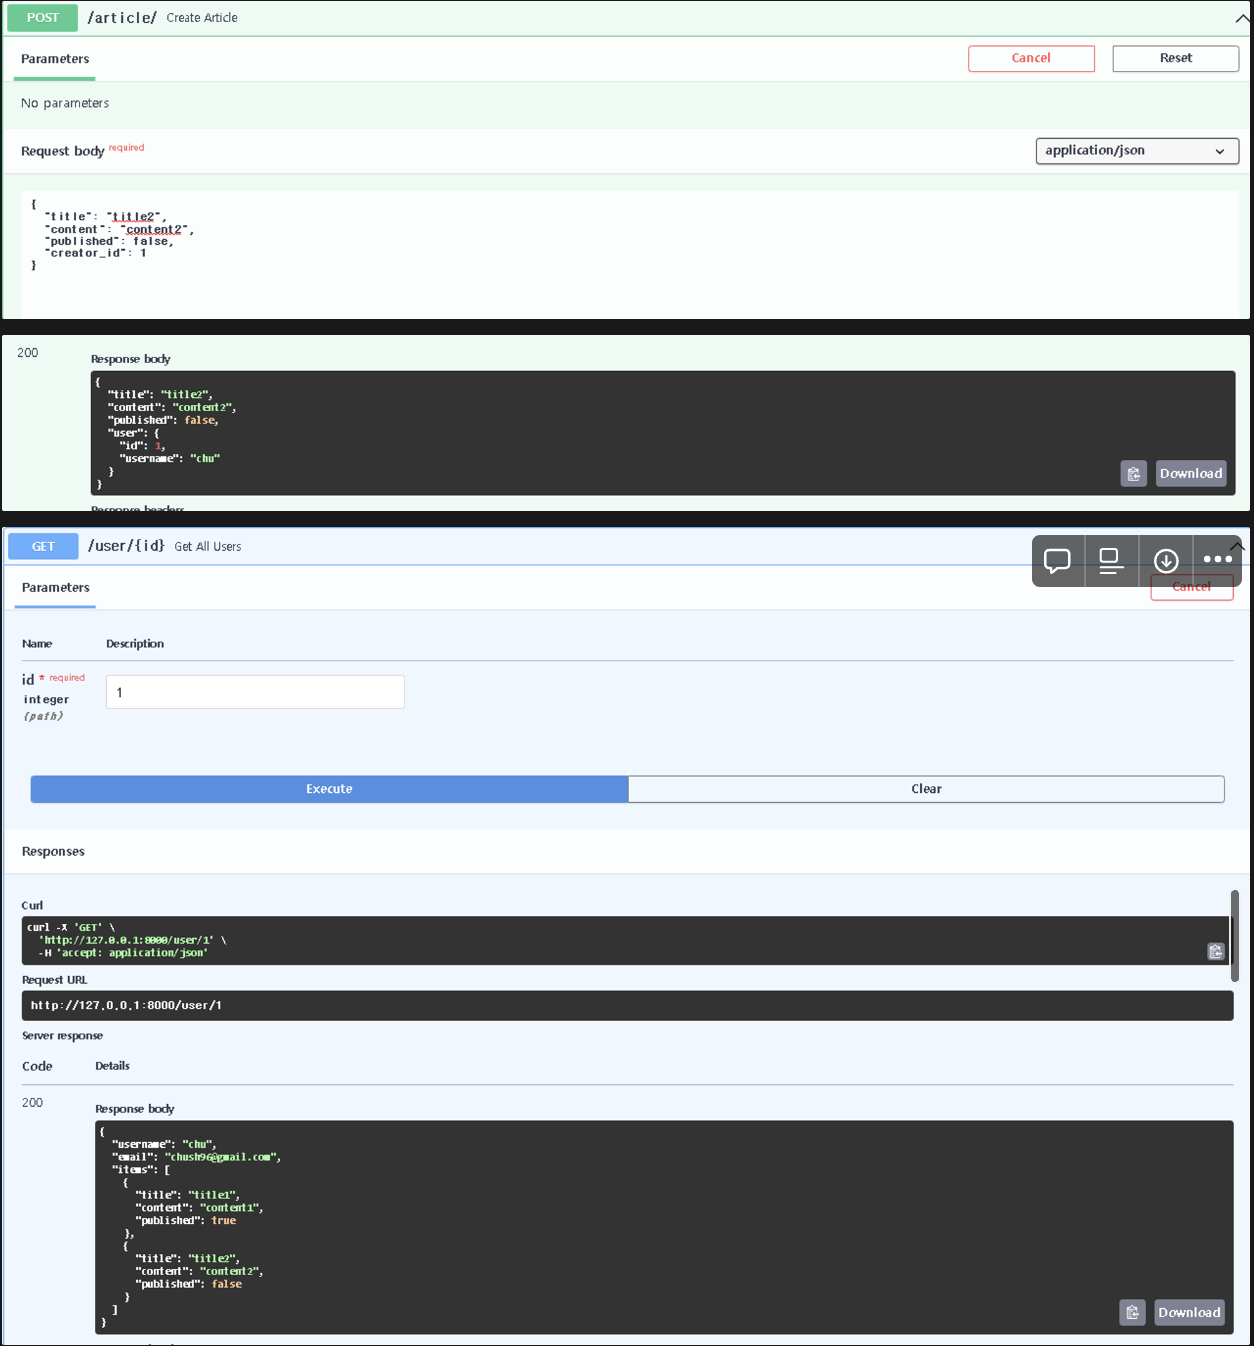 POST /article/ Create Article
Parameters
Cancel
Reset
No parameters
Request body required
application/json
{
"title": "title2",
"content": "content2",
"published": false,
"creator_id": 1
}
200
Response body
{
"title": "title2",
"content": "content2",
"published": false,
"user": {
"id": 1,
"username": "chu"
}
}
Download
Response headers
GET /user/{id} Get All Users
Parameters
Cancel
Name Description
id * required
integer
(path)
1
Execute
Clear
Responses
Curl
curl -X 'GET' \
'http://127.0.0.1:8000/user/1' \
-H 'accept: application/json'
Request URL
http://127.0.0.1:8000/user/1
Server response
Code Details
200
Response body
{
"username": "chu",
"email": "chush96@gmail.com",
"items": [
{
"title": "title1",
"content": "content1",
"published": true
},
{
"title": "title2",
"content": "content2",
"published": false
}
]
}
Download